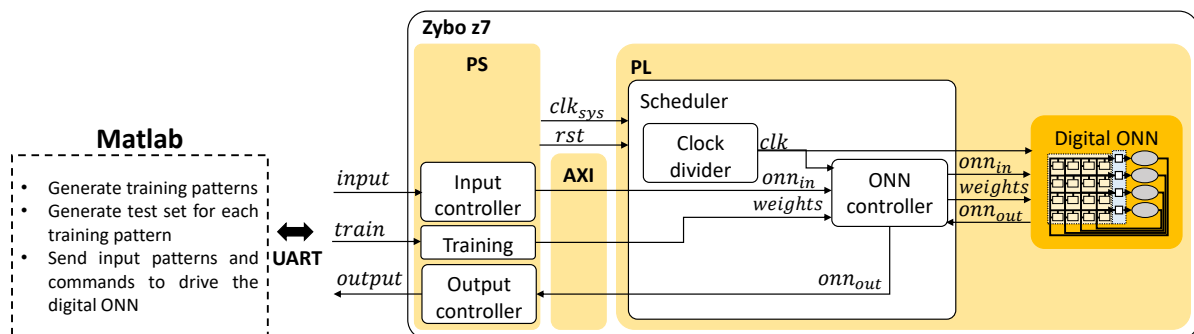 Zybo z7
PS
PL
Scheduler
clk_sys
rst
Matlab
Clock
divider
clk
Digital ONN
• Generate training patterns
• Generate test set for each
training pattern
• Send input patterns and
commands to drive the
digital ONN
UART
input
train
output
Input
controller
Training
Output
controller
AXI
onn_in
weights
ONN
controller
onn_in
weights
onn_out
onn_out